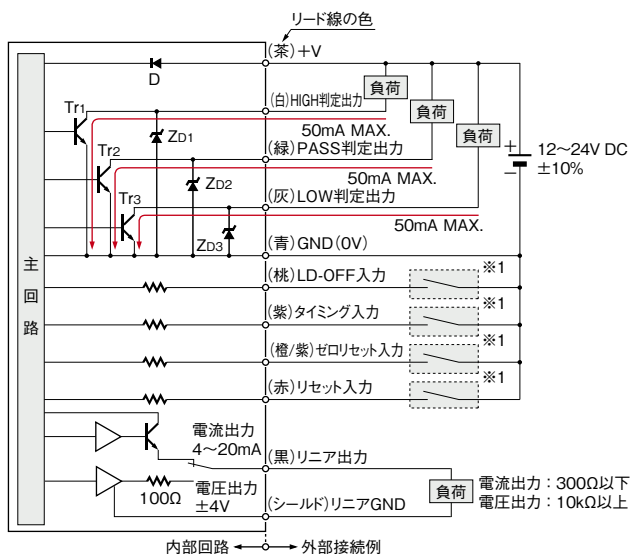 リード線の色
(茶)+V
D
負荷
(白)HIGH判定出力
Tr1
50mA MAX.
ZD1
負荷
(緑)PASS判定出力
Tr2
50mA MAX.
ZD2
負荷
(灰)LOW判定出力
Tr3
50mA MAX.
ZD3
+
−
12〜24V DC
±10%
(青)GND(0V)
主回路
(桃)LD-OFF入力
※1
(紫)タイミング入力
※1
(橙/紫)ゼロリセット入力
※1
(赤)リセット入力
※1
電流出力
4〜20mA
(黒)リニア出力
100Ω
電圧出力
±4V
(シールド)リニアGND
負荷
電流出力：300Ω以下
電圧出力：10kΩ以上
内部回路
外部接続例